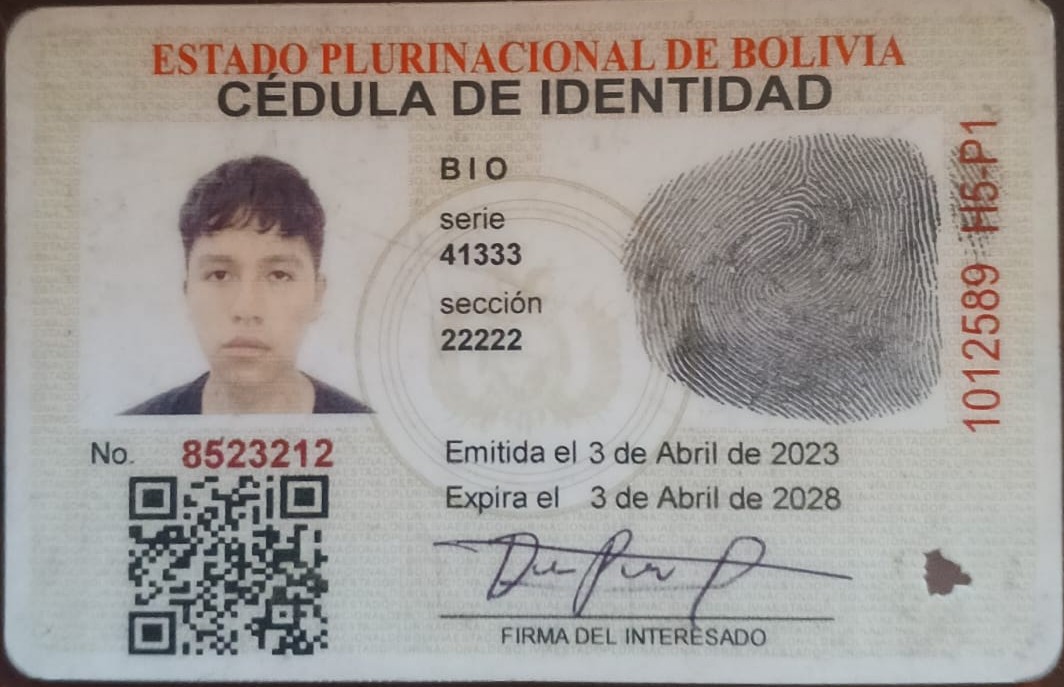 ESTADO PLURINACIONAL DE BOLIVIA
CÉDULA DE IDENTIDAD
BIO
serie
41333
sección
22222
1012589 H5-P1
No. 8523212
Emitida el 3 de Abril de 2023
Expira el 3 de Abril de 2028
FIRMA DEL INTERESADO